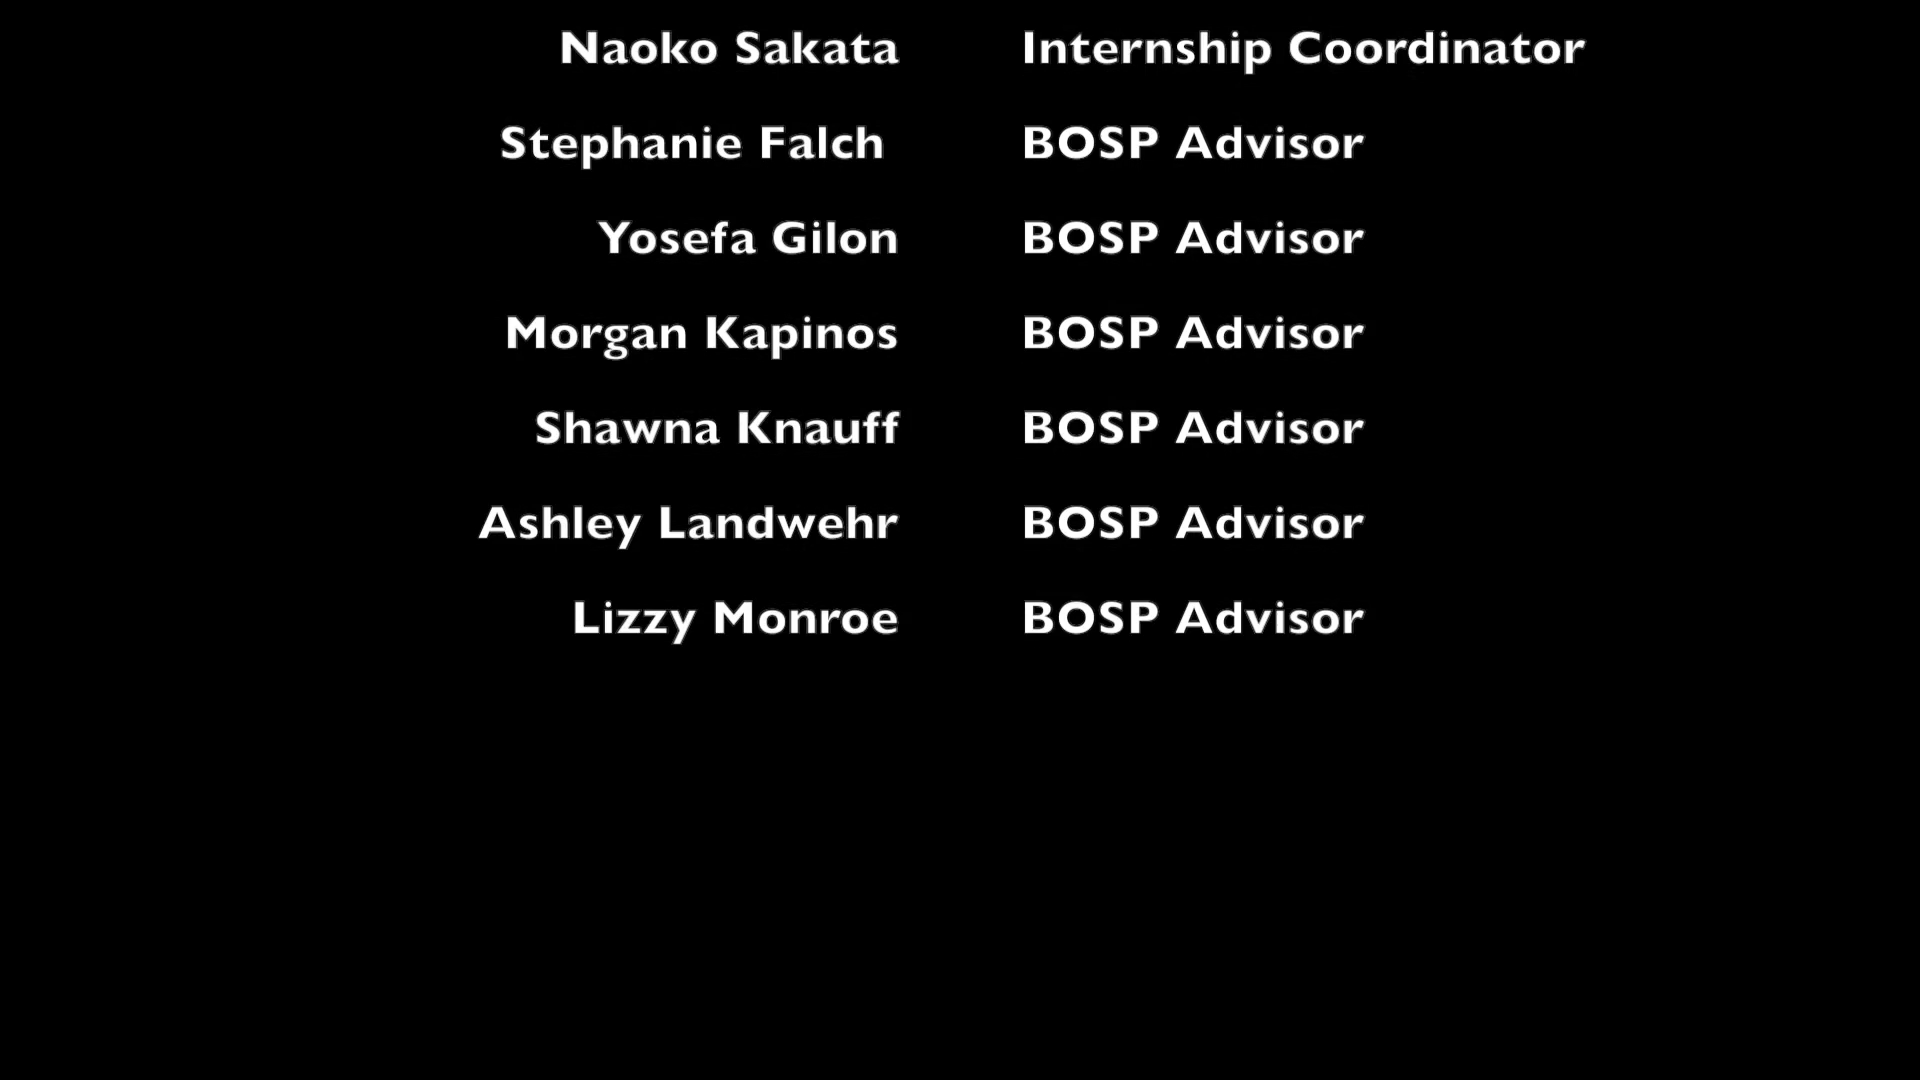 Naoko Sakata Internship Coordinator
Stephanie Falch BOSP Advisor
Yosefa Gilon BOSP Advisor
Morgan Kapinos BOSP Advisor
Shawna Knauff BOSP Advisor
Ashley Landwehr BOSP Advisor
Lizzy Monroe BOSP Advisor